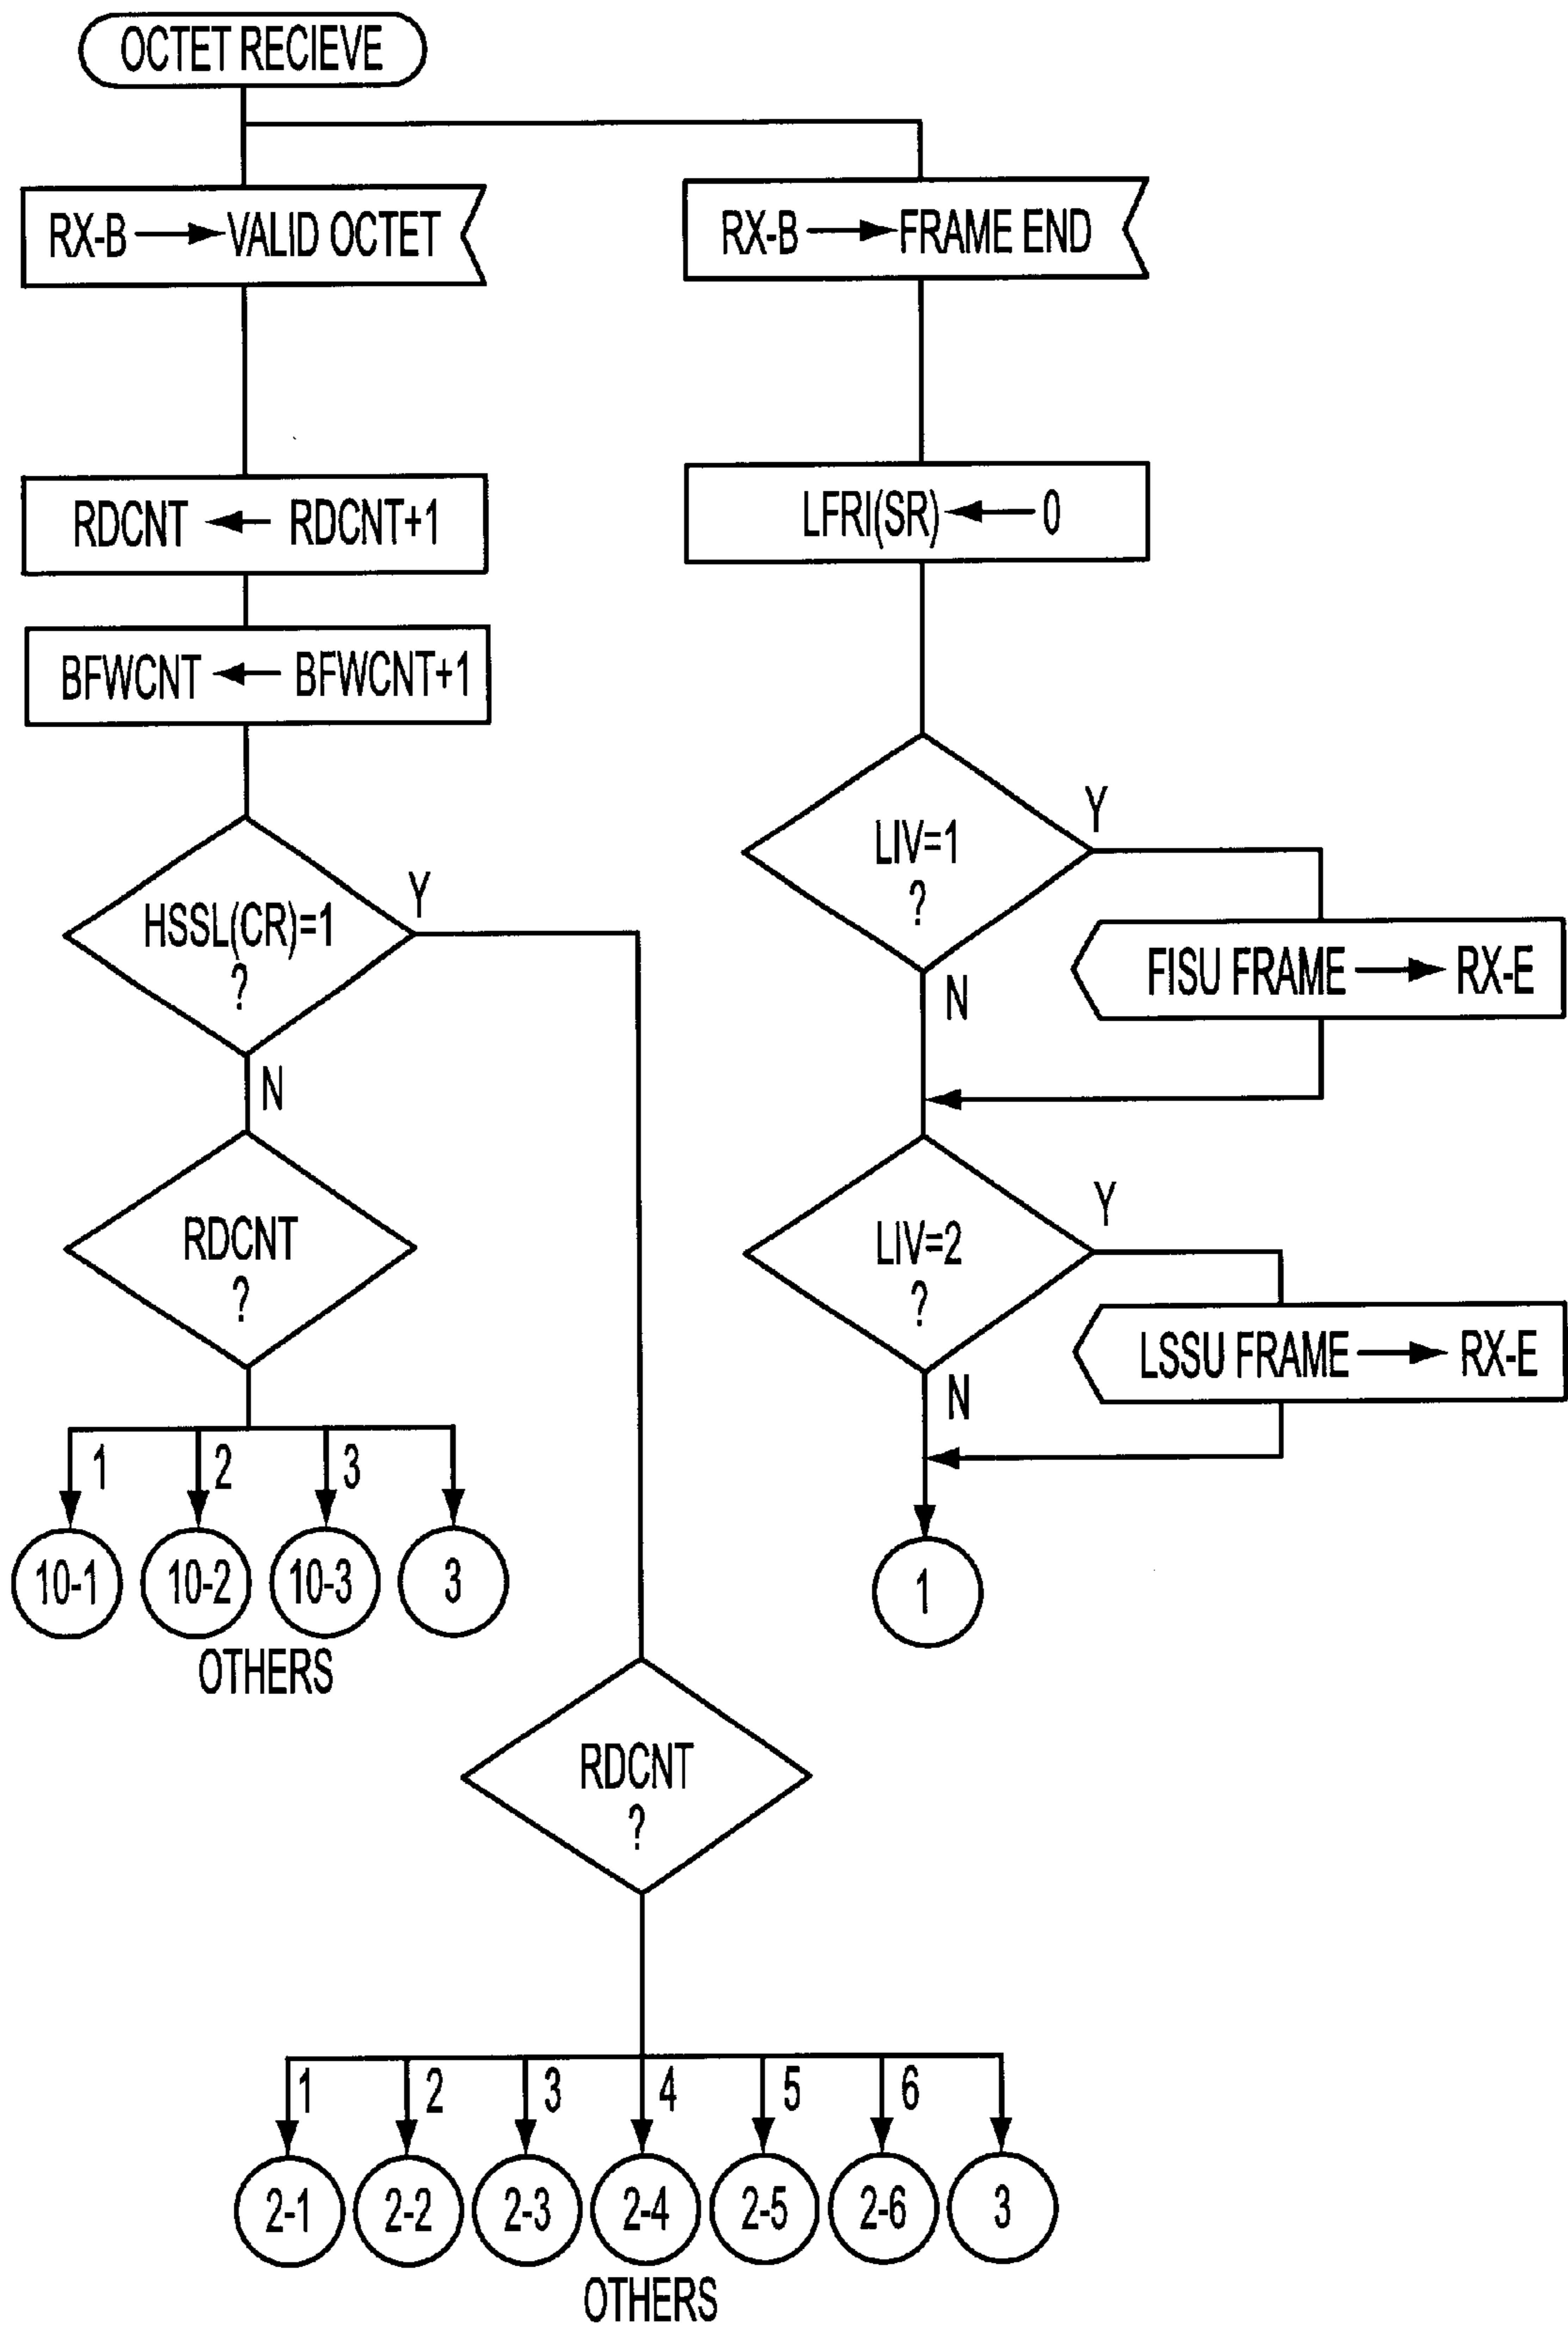 OCTET RECIEVE
RX-B → VALID OCTET
RDCNT ← RDCNT+1
BFWCNT ← BFWCNT+1
HSSL(CR)=1
?
Y
N
RDCNT
?
1 2 3
10-1 10-2 10-3 3
OTHERS
RDCNT
?
1 2 3 4 5 6
2-1 2-2 2-3 2-4 2-5 2-6 3
OTHERS
RX-B → FRAME END
LFRI(SR) ← 0
LIV=1
?
Y
FISU FRAME → RX-E
N
LIV=2
?
Y
LSSU FRAME → RX-E
N
1